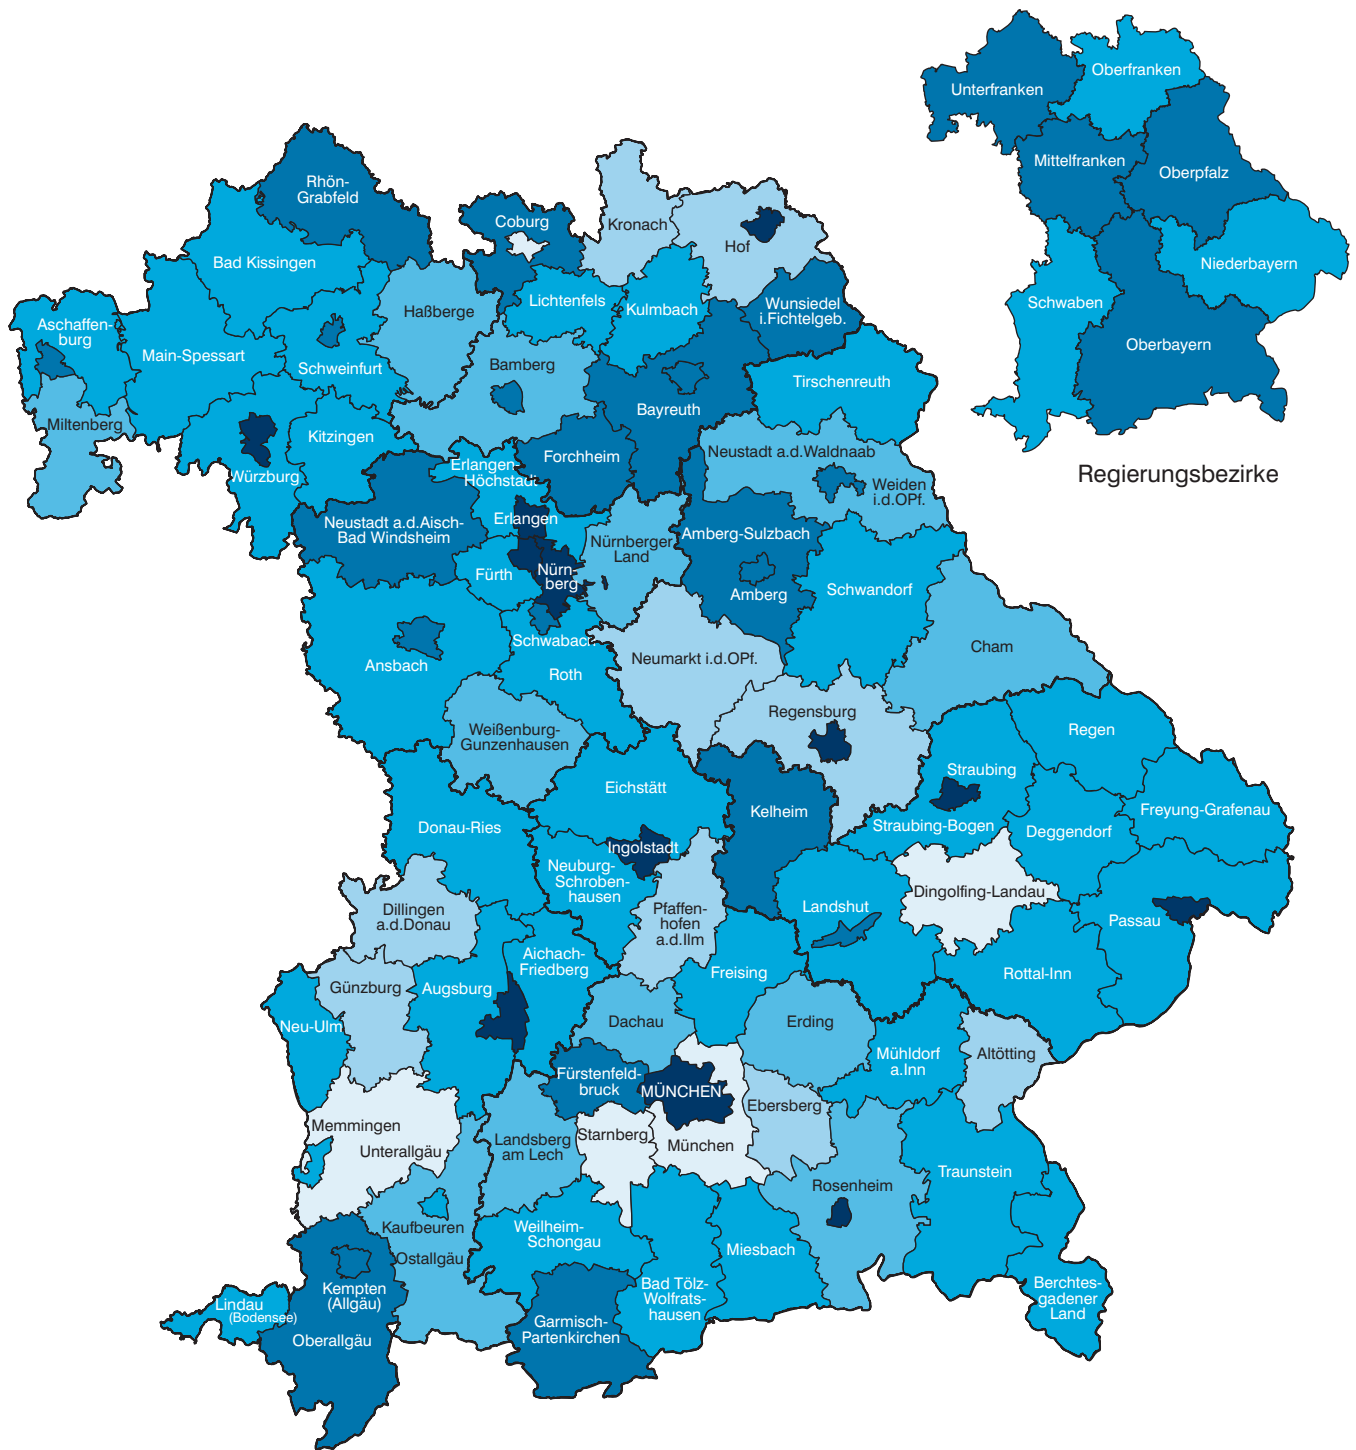 Oberfranken
Unterfranken
Mittelfranken
Oberpfalz
Niederbayern
Schwaben
Oberbayern
Regierungsbezirke
Rhön-
Grabfeld
Coburg
Kronach
Hof
Bad Kissingen
Lichtenfels
Kulmbach
Wunsiedel
i.Fichtelgeb.
Haßberge
Aschaffen-
burg
Main-Spessart
Schweinfurt
Bamberg
Tirschenreuth
Bayreuth
Miltenberg
Kitzingen
Würzburg
Forchheim
Erlangen-
Höchstadt
Neustadt a.d.Waldnaab
Weiden
i.d.OPf.
Neustadt a.d.Aisch-
Bad Windsheim
Erlangen
Nürnberger
Land
Amberg-Sulzbach
Fürth
Nürn-
berg
Amberg
Schwandorf
Schwabach
Roth
Ansbach
Neumarkt i.d.OPf.
Cham
Weißenburg-
Gunzenhausen
Regensburg
Regen
Eichstätt
Straubing
Donau-Ries
Kelheim
Straubing-Bogen
Deggendorf
Freyung-Grafenau
Ingolstadt
Neuburg-
Schroben-
hausen
Dingolfing-Landau
Dillingen
a.d.Donau
Pfaffen-
hofen
a.d.Ilm
Landshut
Passau
Aichach-
Friedberg
Freising
Rottal-Inn
Günzburg
Augsburg
Neu-Ulm
Dachau
Erding
Mühldorf
a.Inn
Altötting
Fürstenfeld-
bruck
MÜNCHEN
Ebersberg
Memmingen
Unterallgäu
Landsberg
am Lech
Starnberg
München
Traunstein
Rosenheim
Kaufbeuren
Ostallgäu
Weilheim-
Schongau
Miesbach
Bad Tölz-
Wolfrats-
hausen
Berchtes-
gadener
Land
Kempten
(Allgäu)
Lindau
(Bodensee)
Oberallgäu
Garmisch-
Partenkirchen